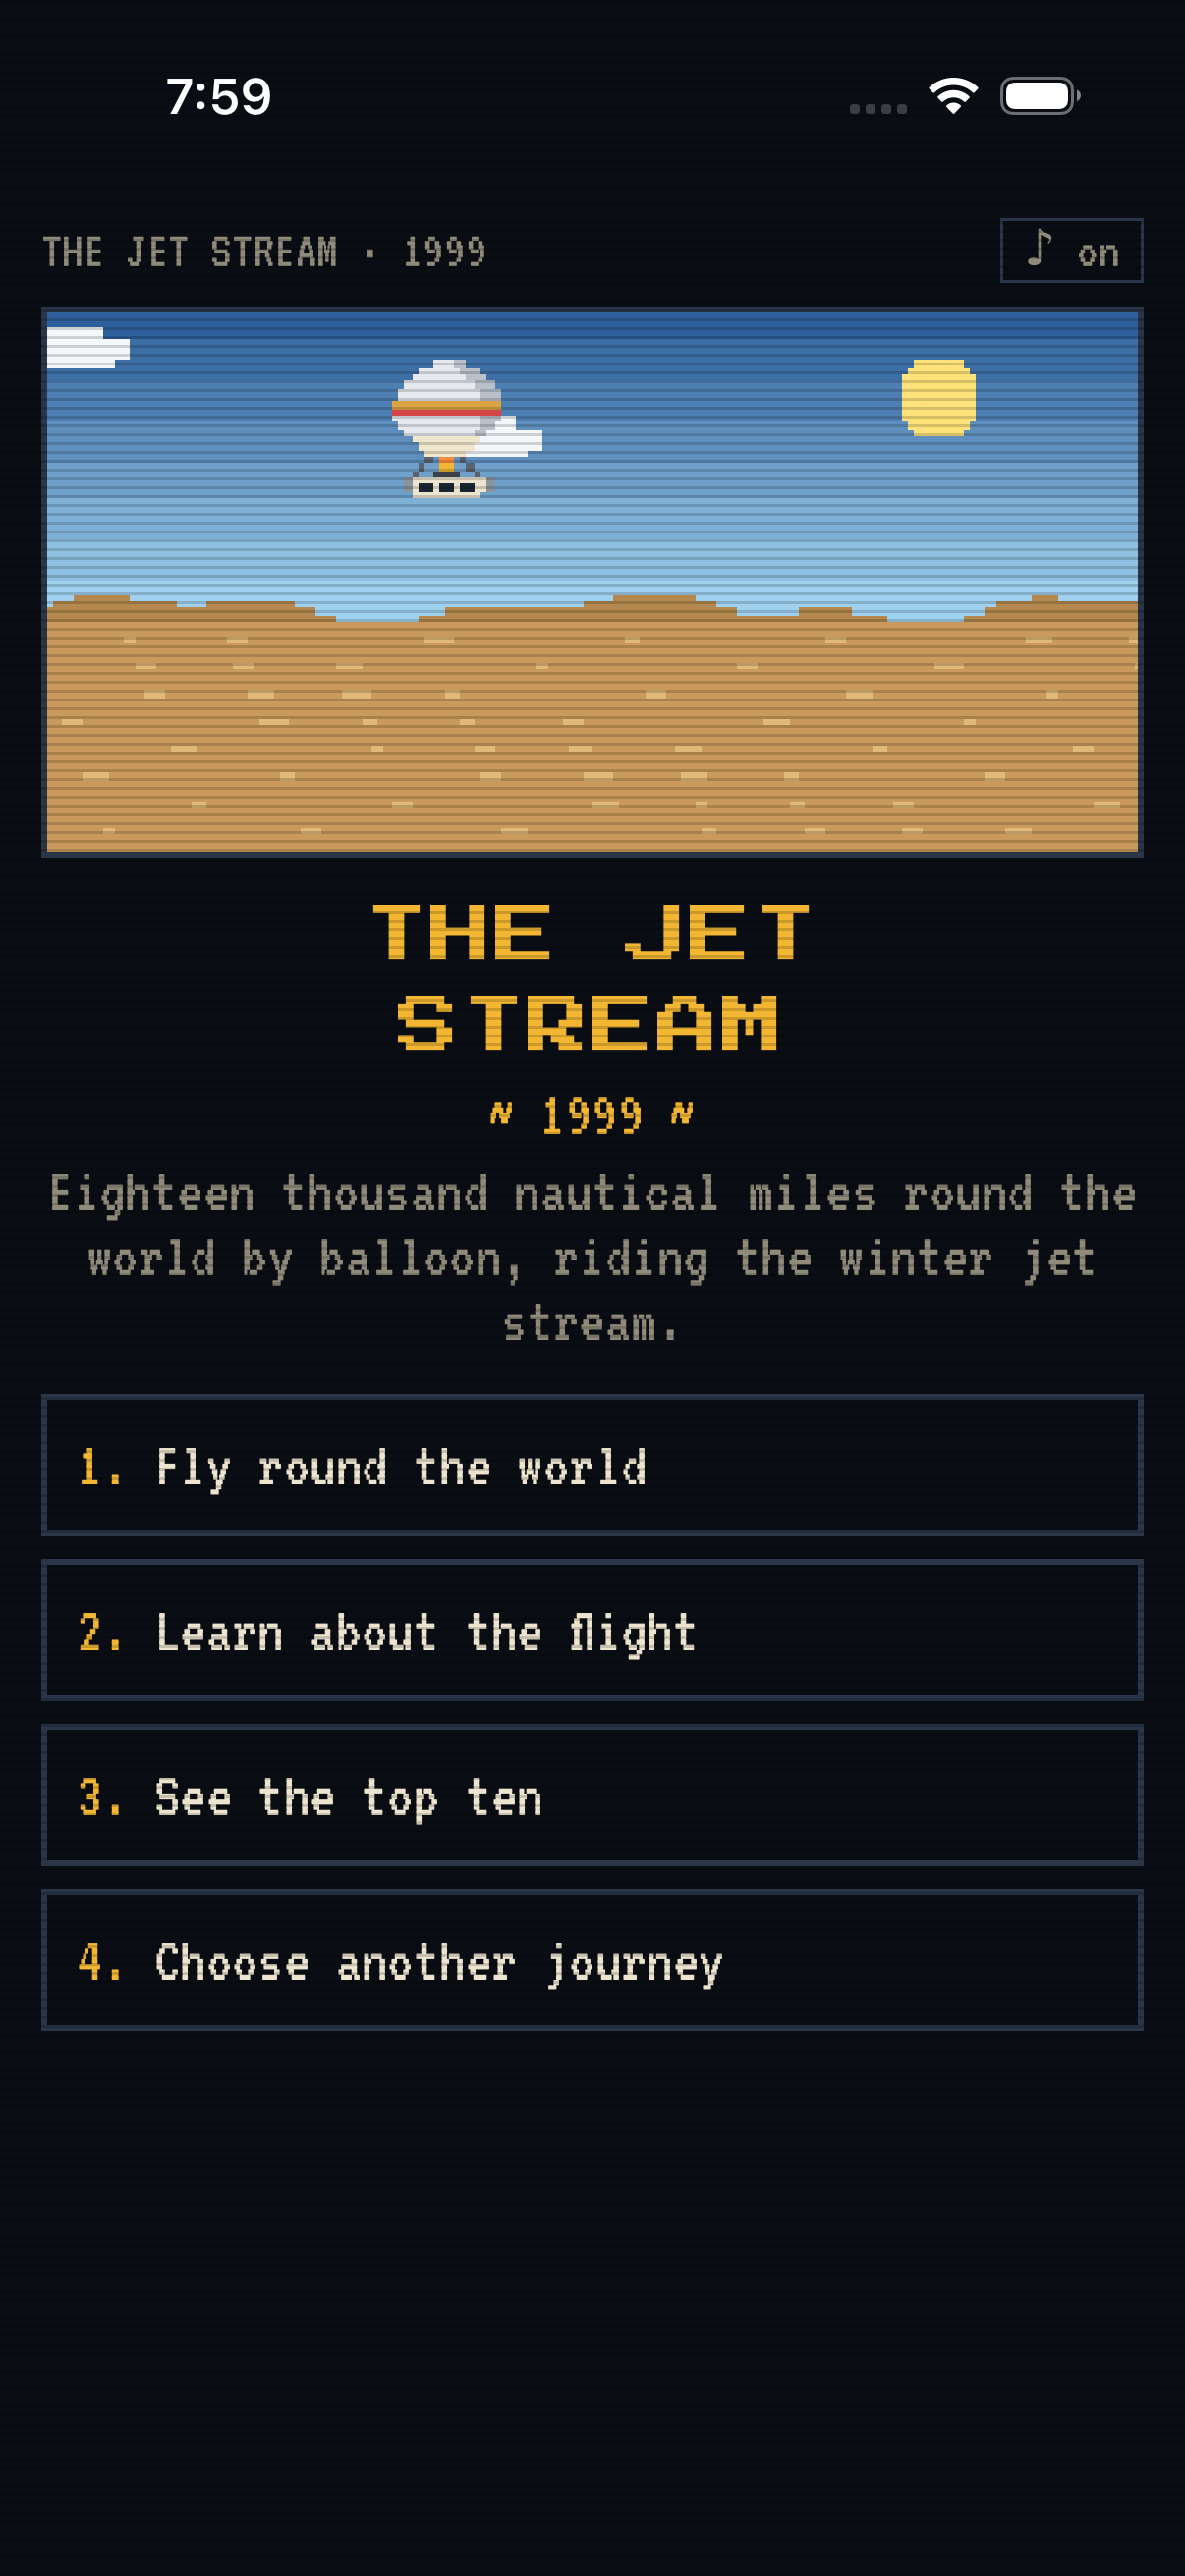 7:59
THE JET STREAM · 1999
♪ on
THE JET
STREAM
~ 1999 ~
Eighteen thousand nautical miles round the
world by balloon, riding the winter jet
stream.
1. Fly round the world
2. Learn about the flight
3. See the top ten
4. Choose another journey